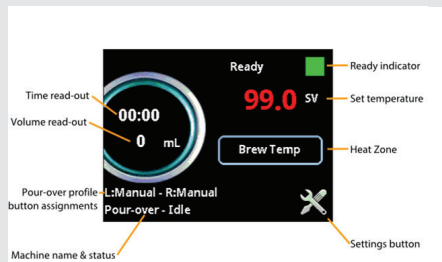 Ready
Ready indicator
99.0 SV
Set temperature
Time read-out
00:00
Volume read-out
0 mL
Brew Temp
Heat Zone
Pour-over profile
button assignments
L:Manual - R:Manual
Pour-over - Idle
Settings button
Machine name & status